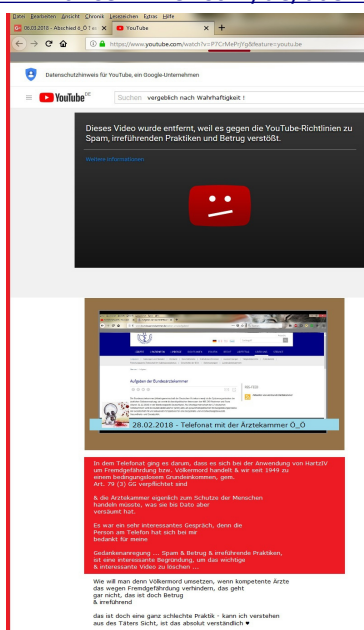 Datei Bearbeiten Ansicht Chronik Lesezeichen Extras Hilfe
08.03.2016 - Abschied
YouTube
https://www.youtube.com/watch?v=
&feature=youtu.be
Datenschutzhinweis für YouTube, ein Google-Unternehmen
YouTube DE
Suchen vergeblich nach Wahrhaftigkeit !
Dieses Video wurde entfernt, weil es gegen die YouTube-Richtlinien zu
Spam, irreführenden Praktiken und Betrug verstößt.
Weitere Informationen
Aufgaben der Bundesärztekammer
28.02.2018 - Telefonat mit der Ärztekammer Ö_Ö
In dem Telefonat ging es darum, dass es sich bei der Anwendung von HartzIV
um Fremdgefährdung bzw. Völkermord handelt & wir seit 1949 zu
einem bedingungslosem Grundeinkommen, gem.
Art. 79 (2) GG verpflichtet sind
& die Ärztekammer eigenlich zum Schutze der Menschen
handeln müsste, was sie bis Dato aber
versäumt hat.
Es war ein sehr interessantes Gespräch, denn die
Person am Telefon hat sich bei mir
bedankt für meine
Gedankenanregung ... Spam & Betrug & irreführende Praktiken,
ist eine interessante Begründung, um das wichtige
& interessante Video zu löschen ...
Wie will man denn Völermord umsetzen, wenn kompetente Ärzte
das wegen Fremdgefährdung verhindern, das geht
gar nicht, das ist doch Betrug
& irreführend
das ist doch eine ganz schlechte Praktik - kann ich verstehen
aus des Täters Sicht, ist das absolut verständlich ♥